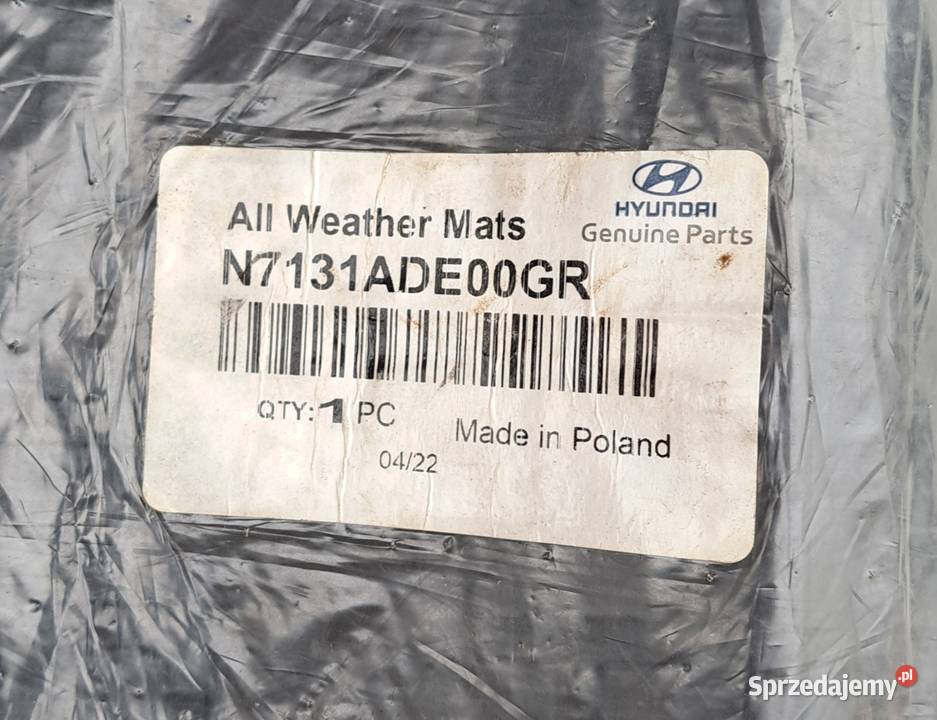 HYUNDAI
Genuine Parts
All Weather Mats
N7131ADE00GR
QTY: 1 PC
Made in Poland
04/22
Sprzedajemy.pl